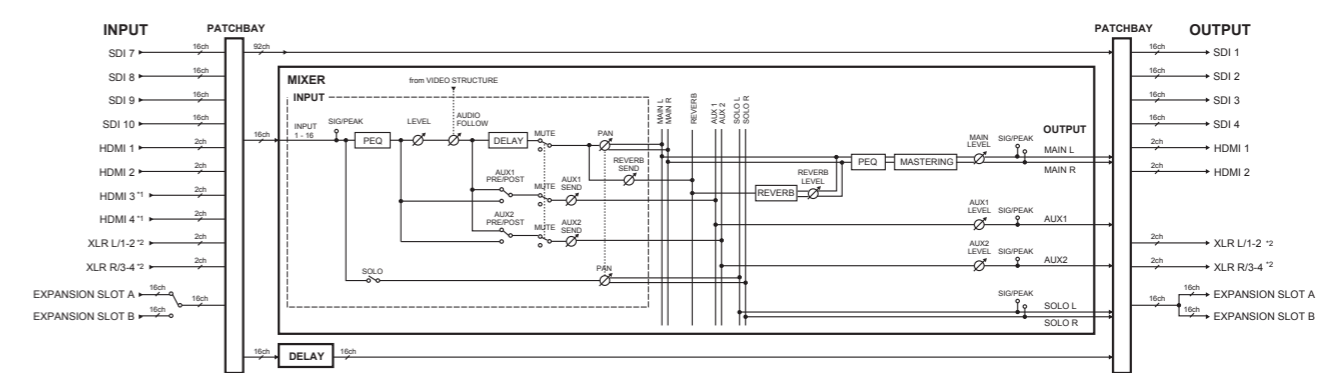 INPUT
PATCHBAY
PATCHBAY
OUTPUT
SDI 7
16ch
92ch
16ch
SDI 1
SDI 8
16ch
16ch
SDI 2
SDI 9
16ch
16ch
SDI 3
SDI 10
16ch
16ch
SDI 4
HDMI 1
2ch
2ch
HDMI 1
HDMI 2
2ch
2ch
HDMI 2
HDMI 3 *1
2ch
HDMI 4 *1
2ch
XLR L/1-2 *2
2ch
2ch
XLR L/1-2 *2
XLR R/3-4 *2
2ch
2ch
XLR R/3-4 *2
EXPANSION SLOT A
16ch
16ch
EXPANSION SLOT B
16ch
16ch
16ch
EXPANSION SLOT A
16ch
EXPANSION SLOT B
MIXER
from VIDEO STRUCTURE
INPUT
16ch
INPUT
1 - 16
SIG/PEAK
PEQ
LEVEL
AUDIO
FOLLOW
DELAY
MUTE
PAN
REVERB
SEND
AUX1
PRE/POST
MUTE
AUX1
SEND
AUX2
PRE/POST
MUTE
AUX2
SEND
SOLO
PAN
MAIN L
MAIN R
REVERB
AUX 1
AUX 2
SOLO L
SOLO R
OUTPUT
REVERB
REVERB
LEVEL
PEQ
MASTERING
MAIN
LEVEL
SIG/PEAK
MAIN L
MAIN R
AUX1
LEVEL
SIG/PEAK
AUX1
AUX2
LEVEL
SIG/PEAK
AUX2
SIG/PEAK
SOLO L
SOLO R
16ch
DELAY
16ch